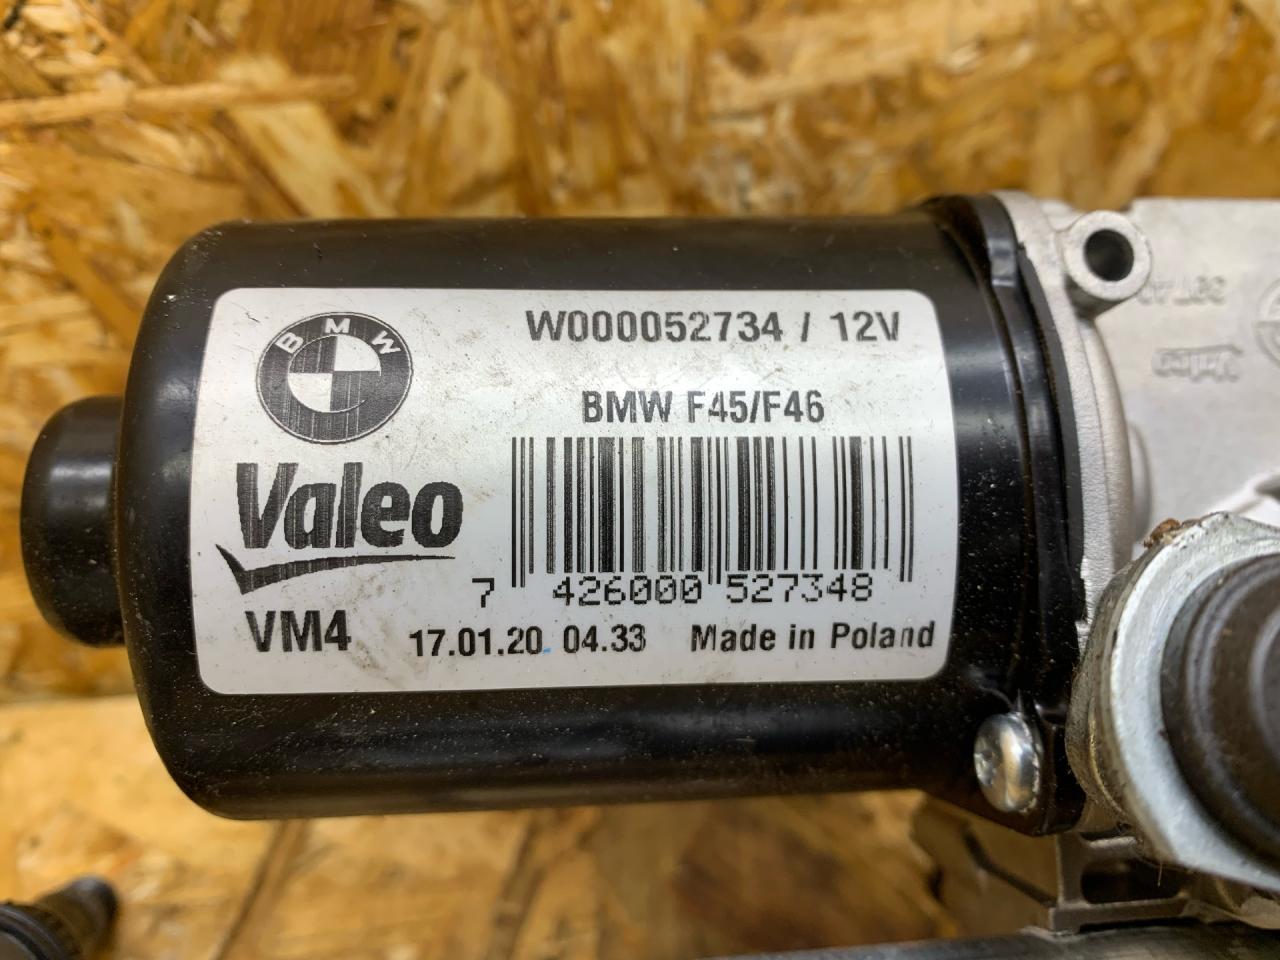 W000052734 / 12V
BMW
BMW F45/F46
Valeo
7 426000 527348
VM4 17.01.20 04.33 Made in Poland
Valeo